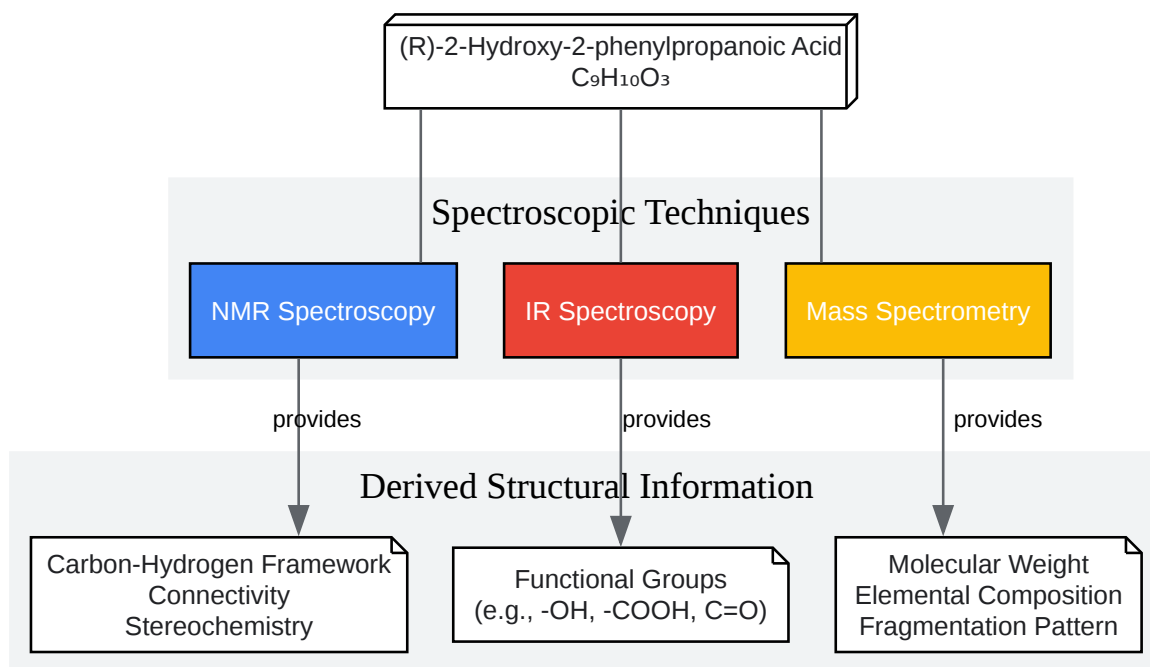 (R)-2-Hydroxy-2-phenylpropanoic Acid
C₉H₁₀O₃
Spectroscopic Techniques
NMR Spectroscopy
IR Spectroscopy
Mass Spectrometry
provides
provides
provides
Derived Structural Information
Carbon-Hydrogen Framework
Connectivity
Stereochemistry
Functional Groups
(e.g., -OH, -COOH, C=O)
Molecular Weight
Elemental Composition
Fragmentation Pattern